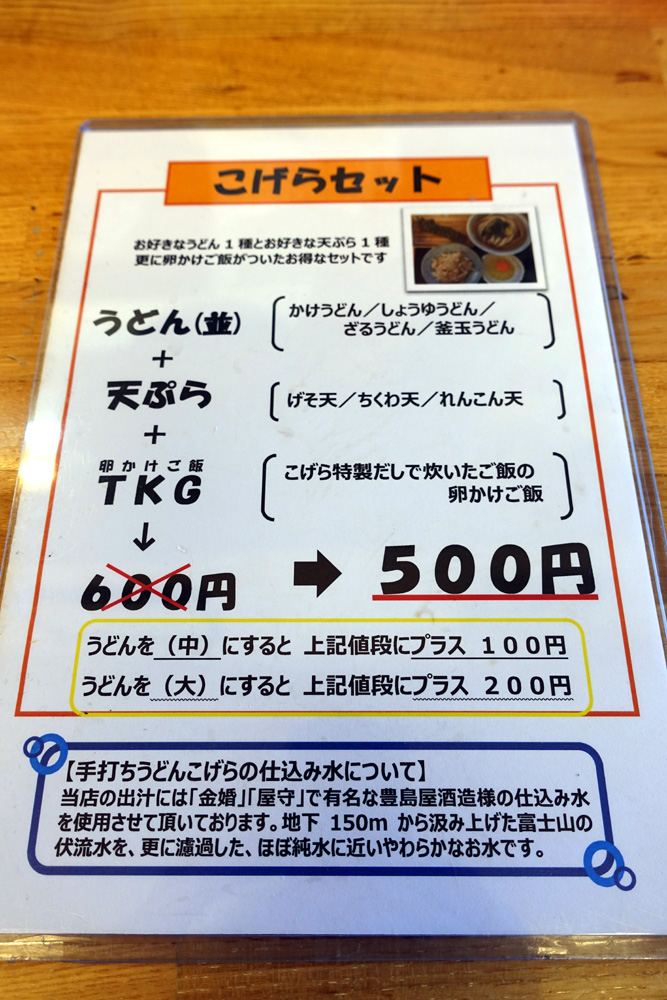 こげらセット
お好きなうどん１種とお好きな天ぷら１種
更に卵かけご飯がついたお得なセットです
うどん（並）
かけうどん／しょうゆうどん／
ざるうどん／釜玉うどん
＋
天ぷら
げそ天／ちくわ天／れんこん天
＋
卵かけご飯
ＴＫＧ
こげら特製だしで炊いたご飯の
卵かけご飯
↓
６００円 ➡ ５００円
うどんを（中）にすると 上記値段にプラス １００円
うどんを（大）にすると 上記値段にプラス ２００円
【手打ちうどんこげらの仕込み水について】
当店の出汁には「金婚」「屋守」で有名な豊島屋酒造様の仕込み水
を使用させて頂いております。地下 150m から汲み上げた富士山の
伏流水を、更に濾過した、ほぼ純水に近いやわらかなお水です。